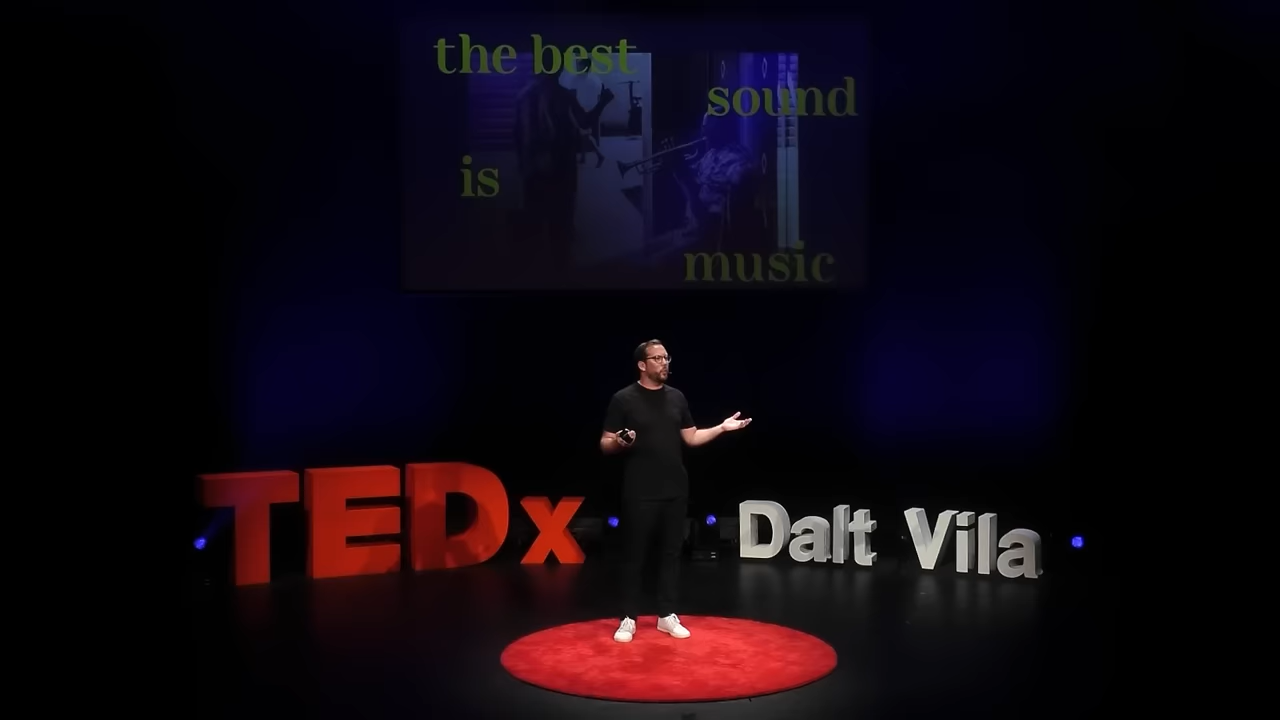 the best
sound
is
music
TEDx
Dalt Vila